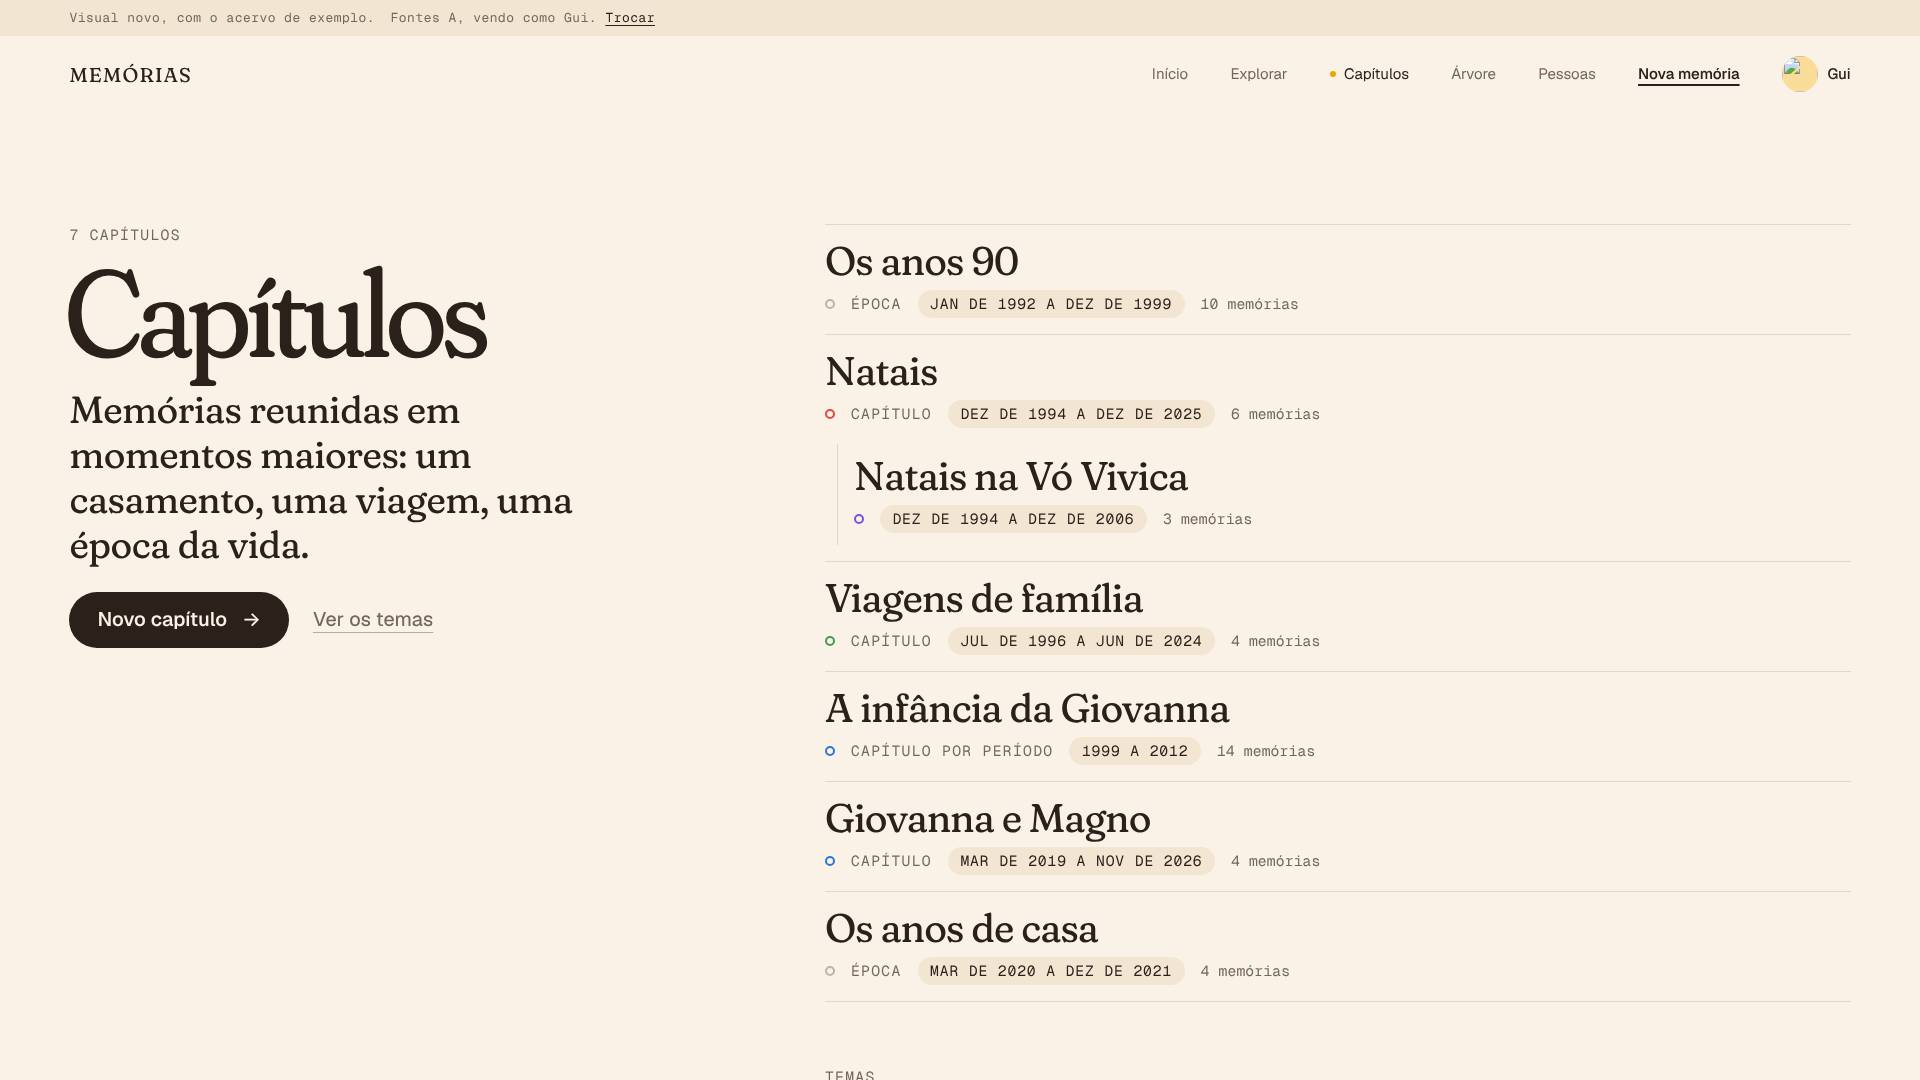 Visual novo, com o acervo de exemplo. Fontes A, vendo como Gui. Trocar
MEMÓRIAS
Início Explorar Capítulos Árvore Pessoas Nova memória Gui
7 CAPÍTULOS
Capítulos
Memórias reunidas em
momentos maiores: um
casamento, uma viagem, uma
época da vida.
Novo capítulo →
Ver os temas
Os anos 90
ÉPOCA JAN DE 1992 A DEZ DE 1999 10 memórias
Natais
CAPÍTULO DEZ DE 1994 A DEZ DE 2025 6 memórias
Natais na Vó Vivica
DEZ DE 1994 A DEZ DE 2006 3 memórias
Viagens de família
CAPÍTULO JUL DE 1996 A JUN DE 2024 4 memórias
A infância da Giovanna
CAPÍTULO POR PERÍODO 1999 A 2012 14 memórias
Giovanna e Magno
CAPÍTULO MAR DE 2019 A NOV DE 2026 4 memórias
Os anos de casa
ÉPOCA MAR DE 2020 A DEZ DE 2021 4 memórias
TEMAS